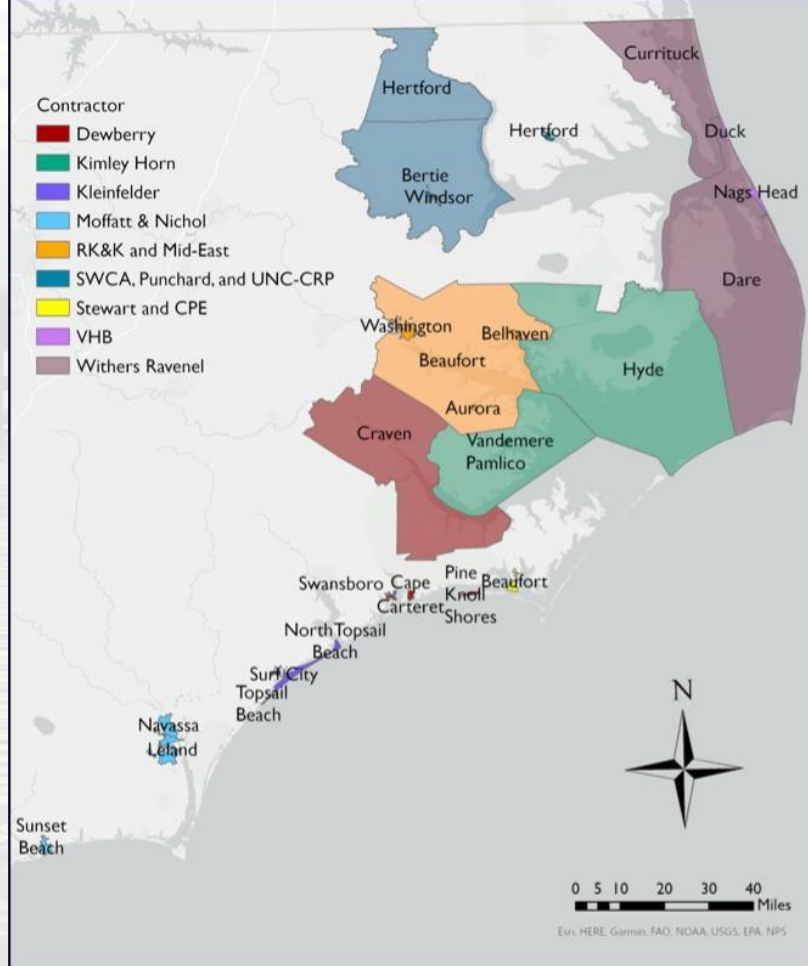 Contractor
Dewberry
Kimley Horn
Kleinfelder
Moffatt & Nichol
RK&K and Mid-East
SWCA, Punchard, and UNC-CRP
Stewart and CPE
VHB
Withers Ravenel
Currituck
Hertford
Hertford
Duck
Bertie
Windsor
Nags Head
Dare
Washington
Belhaven
Beaufort
Hyde
Aurora
Craven
Vandemere
Pamlico
Swansboro
Cape
Carteret
Pine
Knoll
Shores
Beaufort
North Topsail
Beach
Surf City
Topsail
Beach
Navassa
Leland
Sunset
Beach
N
0 5 10 20 30 40
Miles
Esri, HERE, Garmin, FAO, NOAA, USGS, EPA, NPS